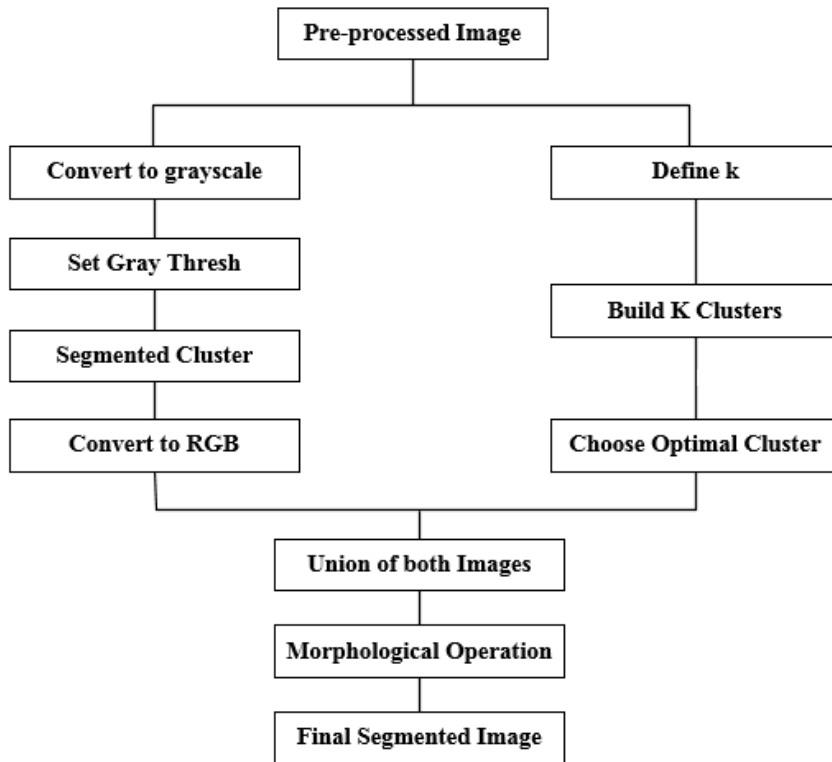 Pre-processed Image
Convert to grayscale
Set Gray Thresh
Segmented Cluster
Convert to RGB
Define k
Build K Clusters
Choose Optimal Cluster
Union of both Images
Morphological Operation
Final Segmented Image